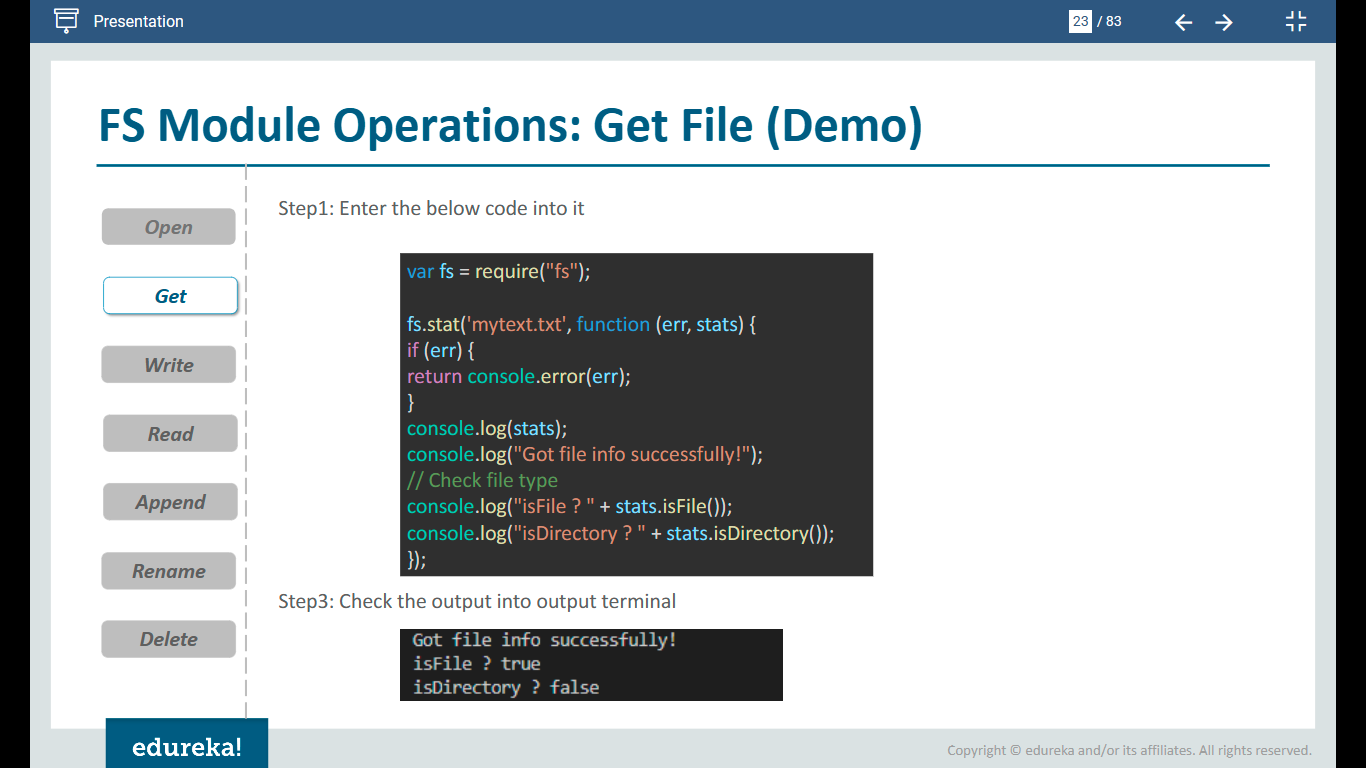 Presentation
23 / 83
FS Module Operations: Get File (Demo)
Open
Get
Write
Read
Append
Rename
Delete
Step1: Enter the below code into it
var fs = require("fs");
fs.stat('mytext.txt', function (err, stats) {
if (err) {
return console.error(err);
}
console.log(stats);
console.log("Got file info successfully!");
// Check file type
console.log("isFile ? " + stats.isFile());
console.log("isDirectory ? " + stats.isDirectory());
});
Step3: Check the output into output terminal
Got file info successfully!
isFile ? true
isDirectory ? false
edureka!
Copyright © edureka and/or its affiliates. All rights reserved.